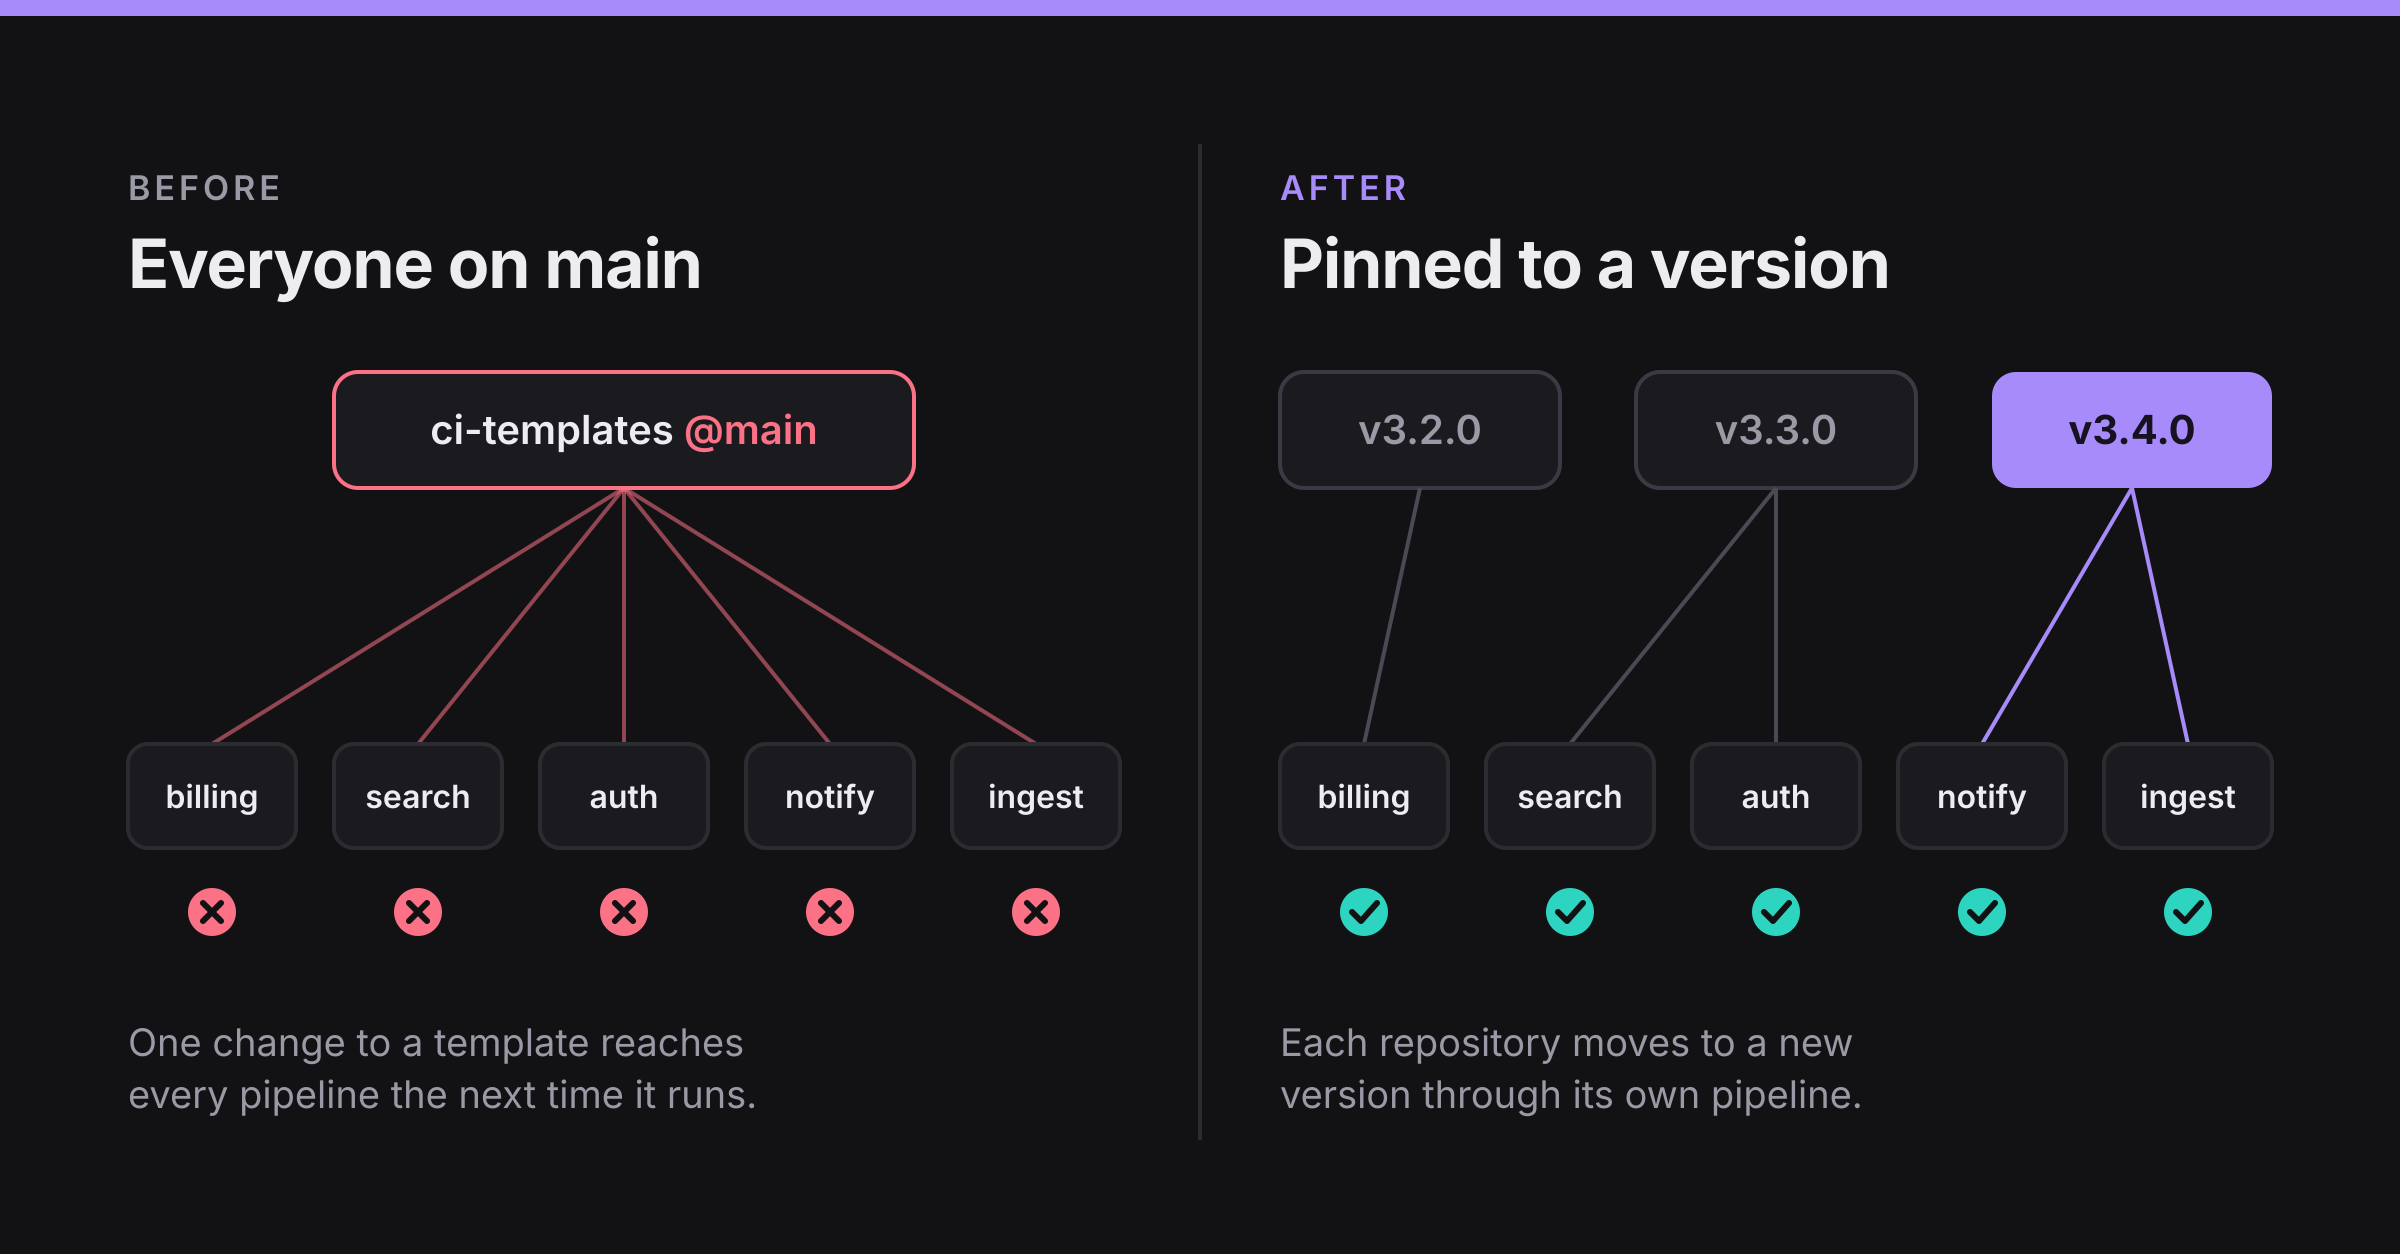 BEFORE
Everyone on main
ci-templates @main
billing
search
auth
notify
ingest
One change to a template reaches
every pipeline the next time it runs.
AFTER
Pinned to a version
v3.2.0
v3.3.0
v3.4.0
billing
search
auth
notify
ingest
Each repository moves to a new
version through its own pipeline.